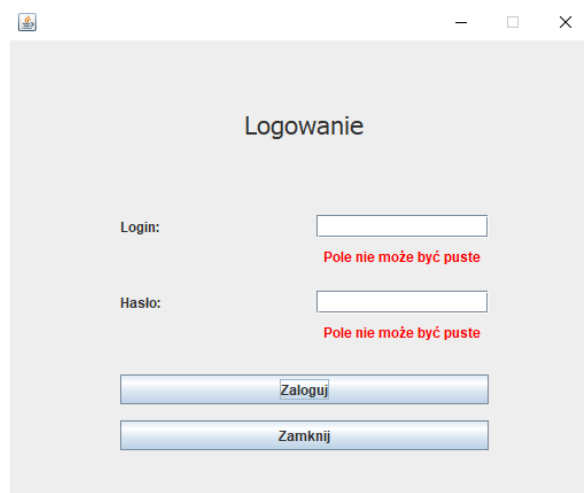 Logowanie
Login:
Pole nie może być puste
Hasło:
Pole nie może być puste
Zaloguj
Zamknij